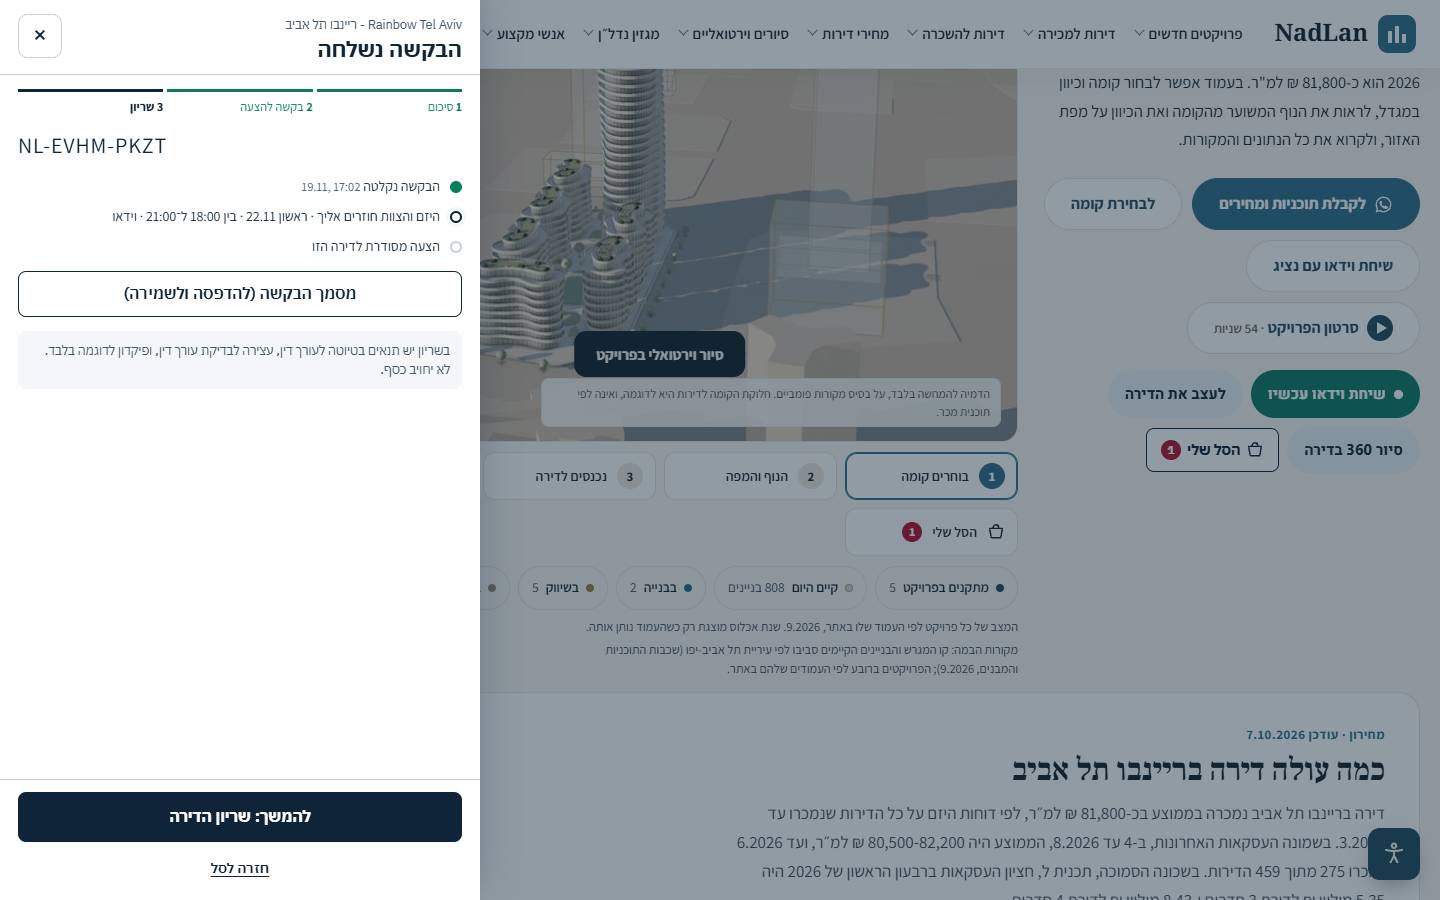 NadLan
פרויקטים חדשים
דירות למכירה
דירות להשכרה
מחירי דירות
סיורים וירטואליים
מגזין נדל״ן
אנשי מקצוע
2026 הוא כ-81,800 ₪ למ"ר. בעמוד אפשר לבחור קומה וכיוון
במגדל, לראות את הנוף המשוער מהקומה ואת הכיוון על מפת
האזור, ולקרוא את כל הנתונים והמקורות.
לקבלת תוכניות ומחירים
לבחירת קומה
שיחת וידאו עם נציג
סרטון הפרויקט · 54 שניות
שיחת וידאו עכשיו
לעצב את הדירה
סיור 360 בדירה
הסל שלי 1
סיור וירטואלי בפרויקט
הדמיה להמחשה בלבד, על בסיס מקורות פומביים. חלוקת הקומה לדירות היא לדוגמה, ואינה לפי
תוכנית מכר.
1 בוחרים קומה
2 הנוף והמפה
3 נכנסים לדירה
הסל שלי 1
מתקנים בפרויקט 5
קיים היום 808 בניינים
בבנייה 2
בשיווק 5
המצב של כל פרויקט לפי העמוד שלו באתר, 9.2026. שנת אכלוס מוצגת רק כשהעמוד נותן אותה.
מקורות הבמה: קו המגרש והבניינים הקיימים סביבו לפי עיריית תל אביב-יפו (שכבות התוכניות
והמבנים, 9.2026); הפרויקטים ברובע לפי העמודים שלהם באתר.
מחירון · עודכן 7.10.2026
כמה עולה דירה בריינבו תל אביב
דירה בריינבו תל אביב נמכרה בממוצע בכ-81,800 ₪ למ״ר, לפי דוחות היזם על כל הדירות שנמכרו עד
. בשמונה העסקאות האחרונות, ב-4 עד 8.2026, הממוצע היה 80,500-82,200 ₪ למ״ר, ועד 6.2026
275 מתוך 459 הדירות. בשכונה הסמוכה, תכנית ל, חציון העסקאות ברבעון הראשון של 2026 היה
Rainbow Tel Aviv - ריינבו תל אביב
הבקשה נשלחה
×
1 סיכום
2 בקשה להצעה
3 שריון
NL-EVHM-PKZT
הבקשה נקלטה 19.11, 17:02
היזם והצוות חוזרים אליך · ראשון 22.11 · בין 18:00 ל־21:00 · וידאו
הצעה מסודרת לדירה הזו
מסמך הבקשה (להדפסה ולשמירה)
בשריון יש תנאים בטיוטה לעורך דין, עצירה לבדיקת עורך דין, ופיקדון לדוגמה בלבד.
לא יחויב כסף.
להמשך: שריון הדירה
חזרה לסל